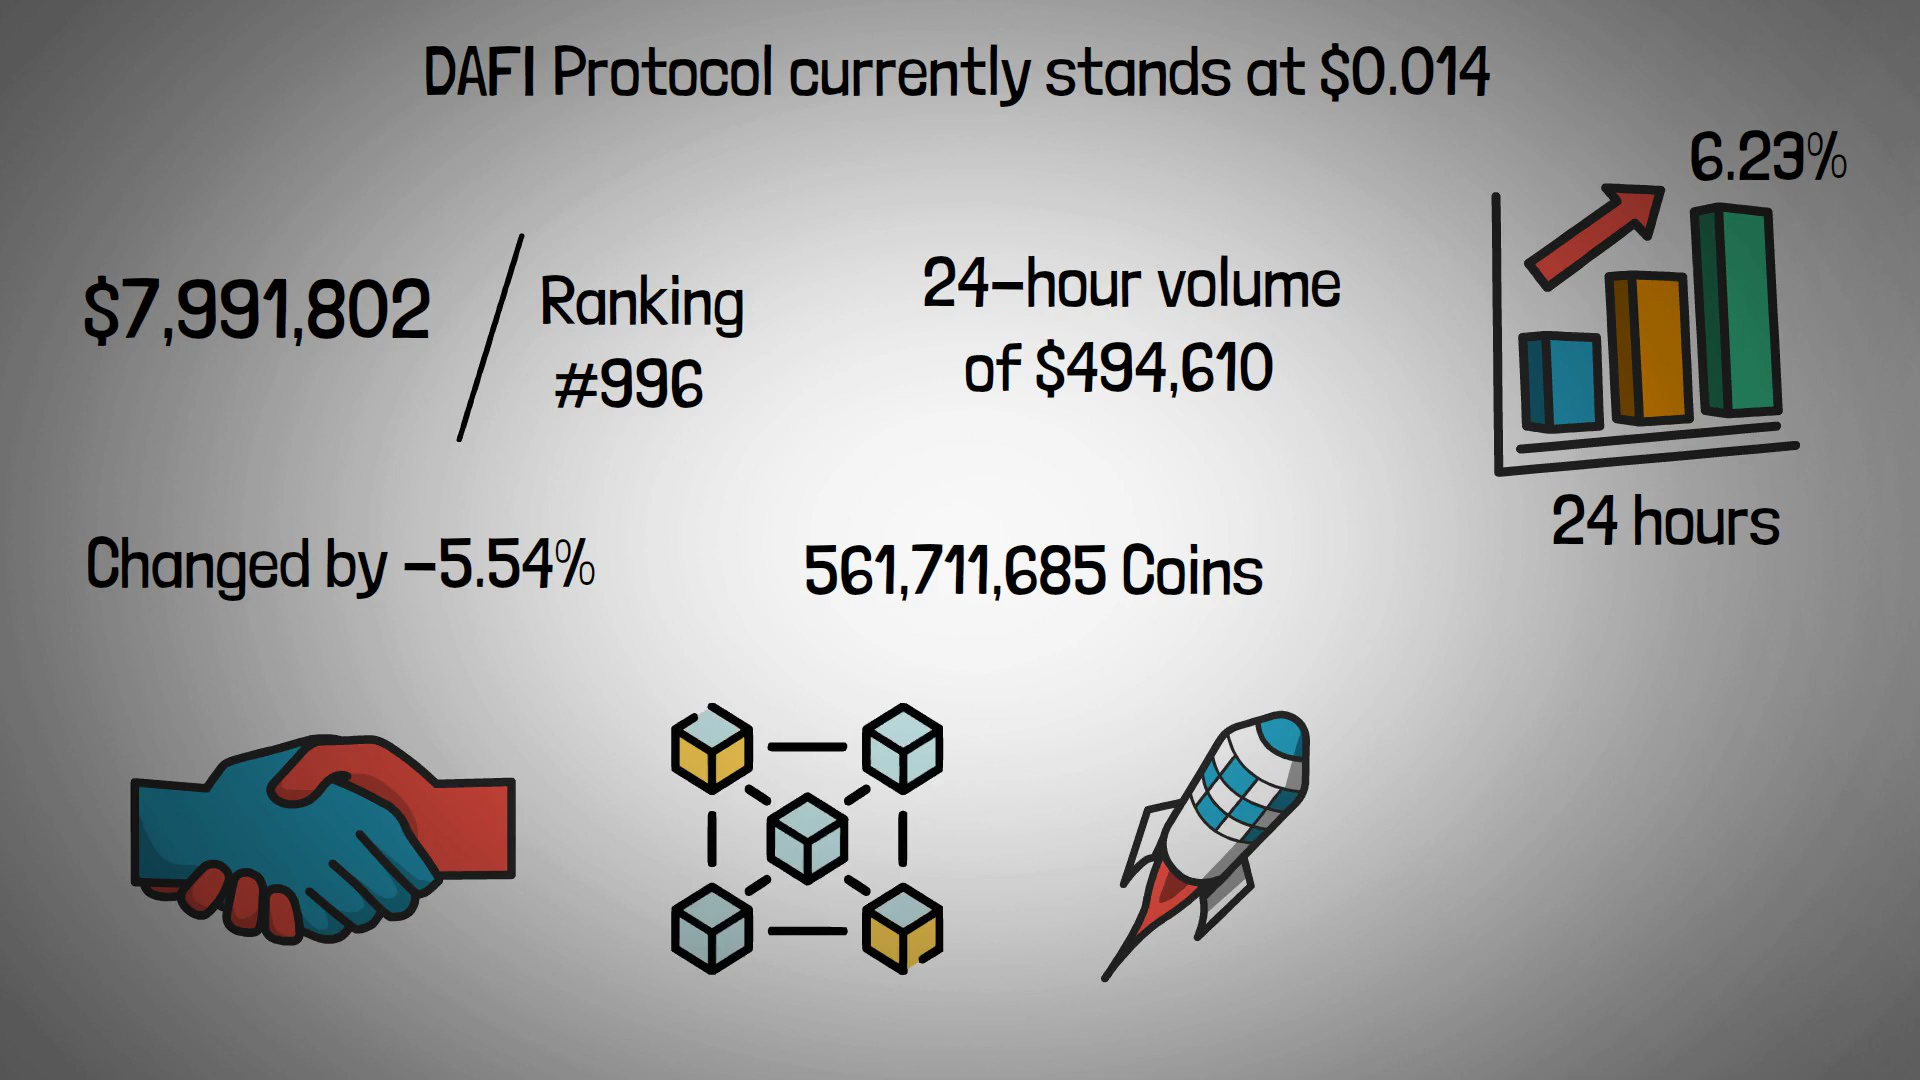 DAFI Protocol currently stands at $0.014
6.23%
$7,991,802
Ranking
#996
24-hour volume
of $494,610
24 hours
Changed by -5.54%
561,711,685 Coins